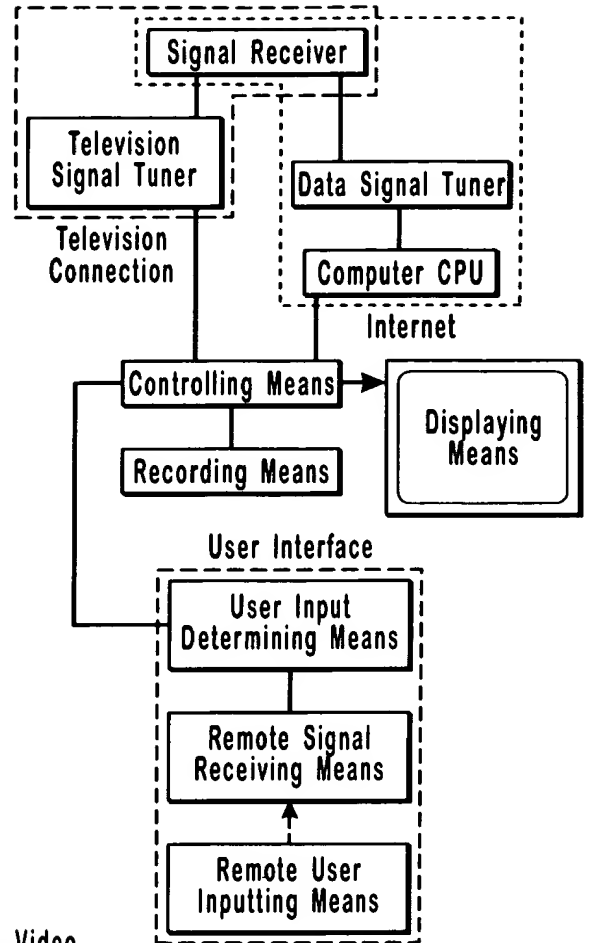 Signal Receiver
Television
Signal Tuner
Data Signal Tuner
Television
Connection
Computer CPU
Internet
Controlling Means
Displaying
Means
Recording Means
User Interface
User Input
Determining Means
Remote Signal
Receiving Means
Remote User
Inputting Means
Video